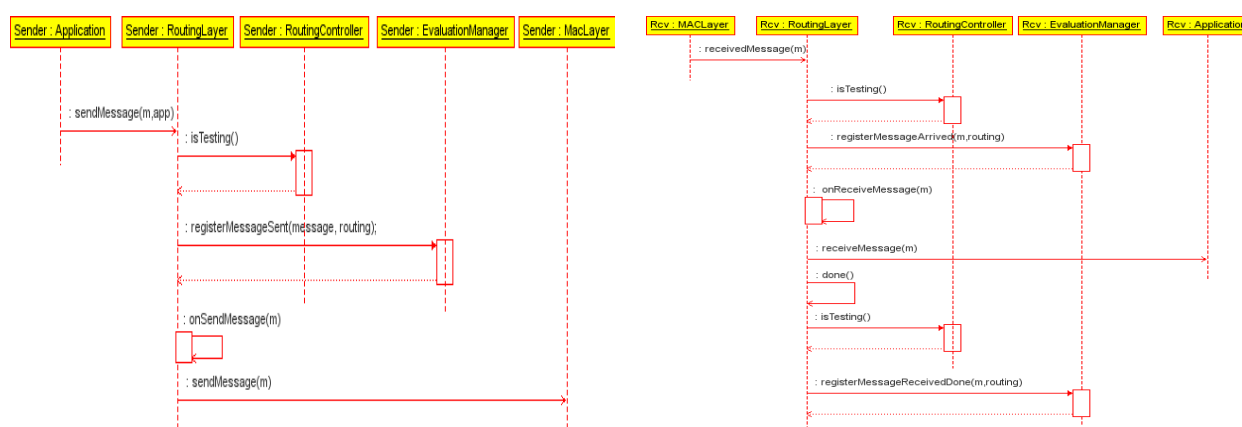 Sender : Application
Sender : RoutingLayer
Sender : RoutingController
Sender : EvaluationManager
Sender : MacLayer
: sendMessage(m,app)
: isTesting()
: registerMessageSent(message, routing);
: onSendMessage(m)
: sendMessage(m)
Rcv : MACLayer
Rcv : RoutingLayer
Rcv : RoutingController
Rcv : EvaluationManager
Rcv : Application
: receivedMessage(m)
: isTesting()
: registerMessageArrived(m,routing)
: onReceiveMessage(m)
: receiveMessage(m)
: done()
: isTesting()
: registerMessageReceivedDone(m,routing)